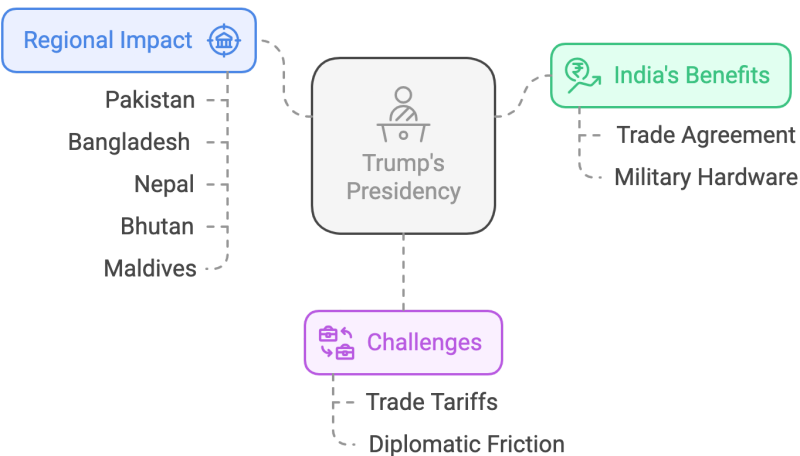 Regional Impact
Pakistan
Bangladesh
Nepal
Bhutan
Maldives
Trump's
Presidency
India's Benefits
Trade Agreement
Military Hardware
Challenges
Trade Tariffs
Diplomatic Friction